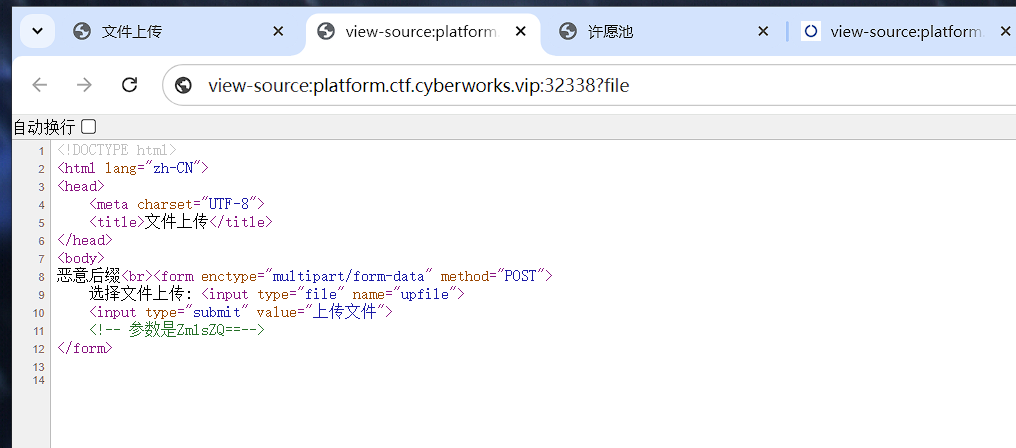 文件上传
view-source:platform.
许愿池
view-source:platform.
view-source:platform.ctf.cyberworks.vip:32338?file
自动换行
1 <!DOCTYPE html>
2 <html lang="zh-CN">
3 <head>
4 <meta charset="UTF-8">
5 <title>文件上传</title>
6 </head>
7 <body>
8 恶意后缀<br><form enctype="multipart/form-data" method="POST">
9 选择文件上传: <input type="file" name="upfile">
10 <input type="submit" value="上传文件">
11 <!-- 参数是ZmlsZQ==-->
12 </form>
13
14